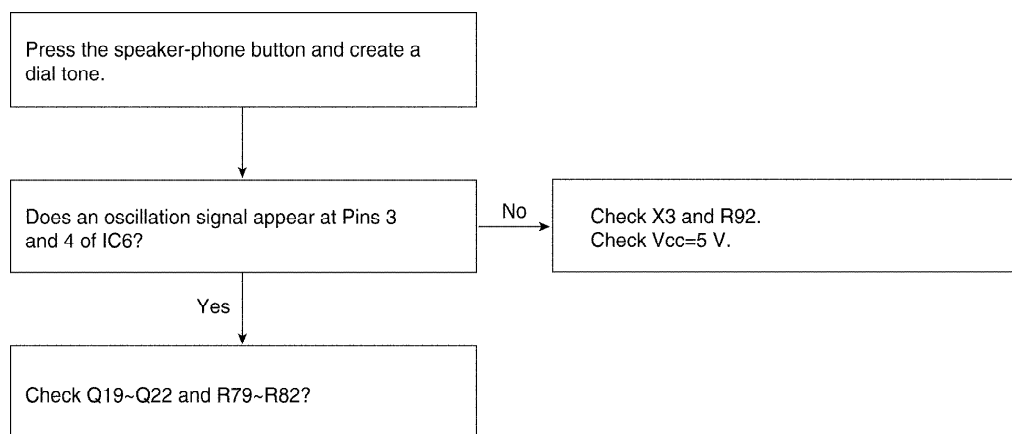 Press the speaker-phone button and create a
dial tone.
Does an oscillation signal appear at Pins 3
and 4 of IC6?
No
Check X3 and R92.
Check Vcc=5 V.
Yes
Check Q19~Q22 and R79~R82?